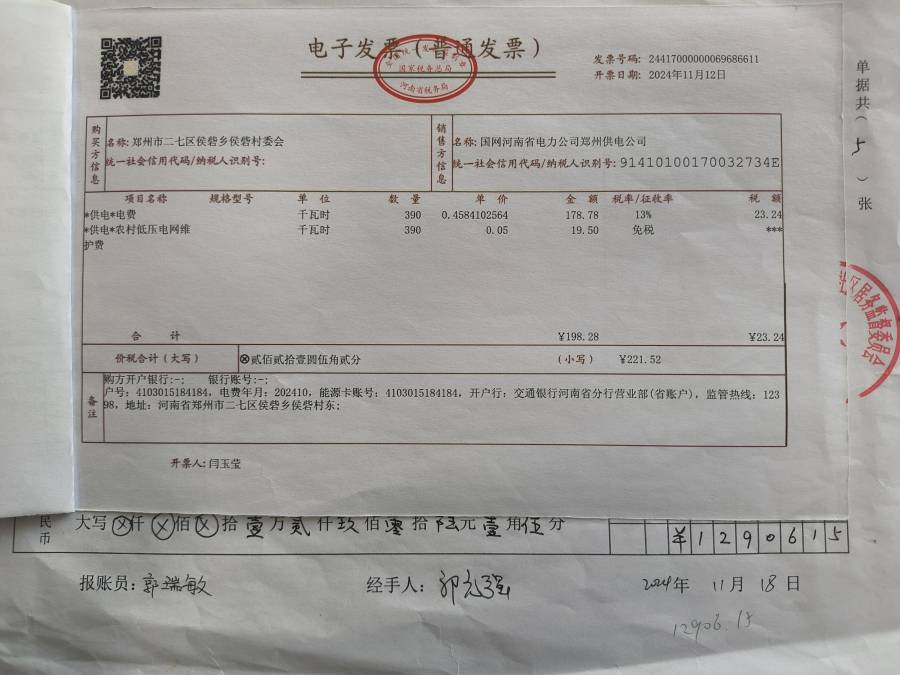 电子发票（普通发票）
国家税务总局
河南省税务局
发票号码: 24417000000069686611
开票日期: 2024年11月12日
单据共（5）张
购买方信息
名称: 郑州市二七区侯砦乡侯砦村委会
统一社会信用代码/纳税人识别号:
销售方信息
名称: 国网河南省电力公司郑州供电公司
统一社会信用代码/纳税人识别号: 91410100170032734E
项目名称 规格型号 单位 数量 单价 金额 税率/征收率 税额
*供电*电费 千瓦时 390 0.4584102564 178.78 13% 23.24
*供电*农村低压电网维 千瓦时 390 0.05 19.50 免税 ***
护费
合计 ¥198.28 ¥23.24
价税合计（大写） ⊗贰佰贰拾壹圆伍角贰分 （小写） ¥221.52
备注
购方开户银行:-; 银行账号:-;
户号: 4103015184184, 电费年月: 202410, 能源卡账号: 4103015184184, 开户行: 交通银行河南省分行营业部(省账户), 监管热线: 123
98, 地址: 河南省郑州市二七区侯砦乡侯砦村东;
开票人: 闫玉莹
民币 大写 ⊗仟⊗佰⊗拾壹万贰仟玖佰零拾陆元壹角伍分 ¥1290615
报账员: 郭瑞敏 经手人: 2024年 11月 18日
12906.15